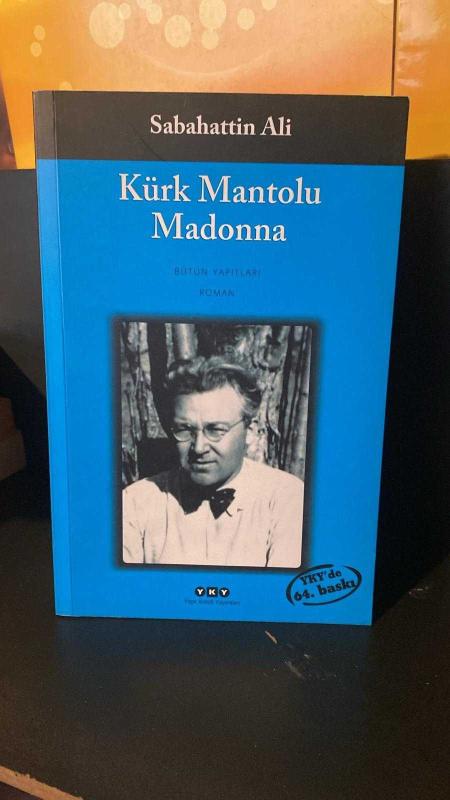 Sabahattin Ali
Kürk Mantolu
Madonna
BÜTÜN YAPITLARI
ROMAN
YKY'de
64. baskı
YKY
Yapı Kredi Yayınları